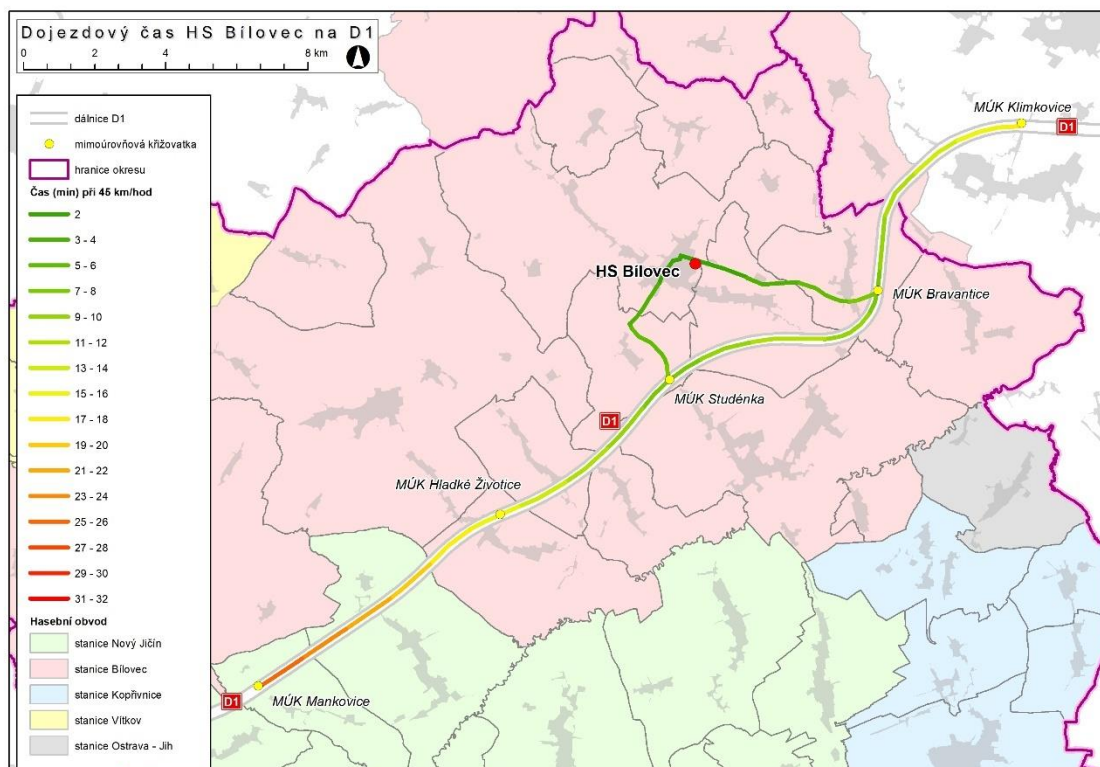 Dojezdový čas HS Bílovec na D1
0 2 4 8 km
dálnice D1
mimoúrovňová křižovatka
hranice okresu
Čas (min) při 45 km/hod
2
3 - 4
5 - 6
7 - 8
9 - 10
11 - 12
13 - 14
15 - 16
17 - 18
19 - 20
21 - 22
23 - 24
25 - 26
27 - 28
29 - 30
31 - 32
Hasební obvod
stanice Nový Jičín
stanice Bílovec
stanice Kopřivnice
stanice Vítkov
stanice Ostrava - Jih
MÚK Klimkovice
D1
HS Bílovec
MÚK Bravantice
MÚK Studénka
D1
MÚK Hladké Životice
MÚK Mankovice
D1